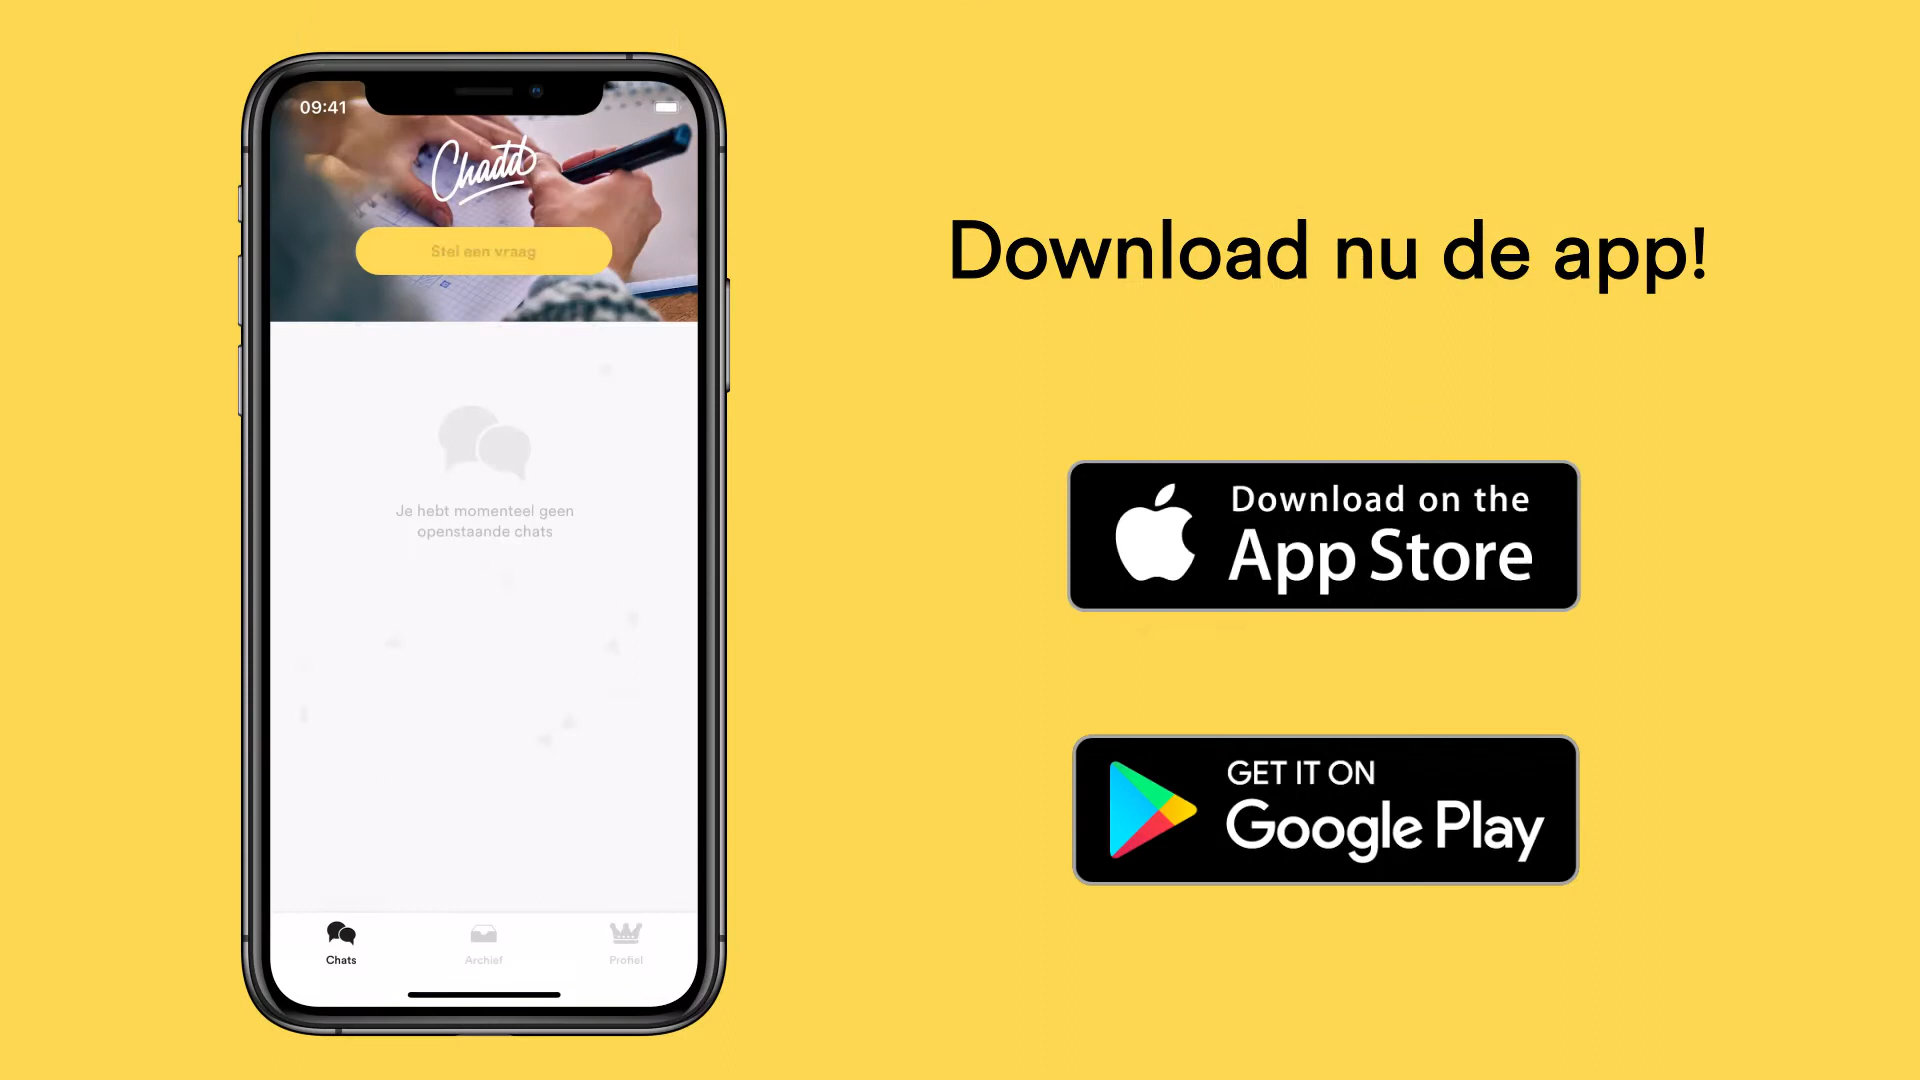 09:41
Chadd
Stel een vraag
Je hebt momenteel geen
openstaande chats
Chats
Archief
Profiel
Download nu de app!
Download on the
App Store
GET IT ON
Google Play